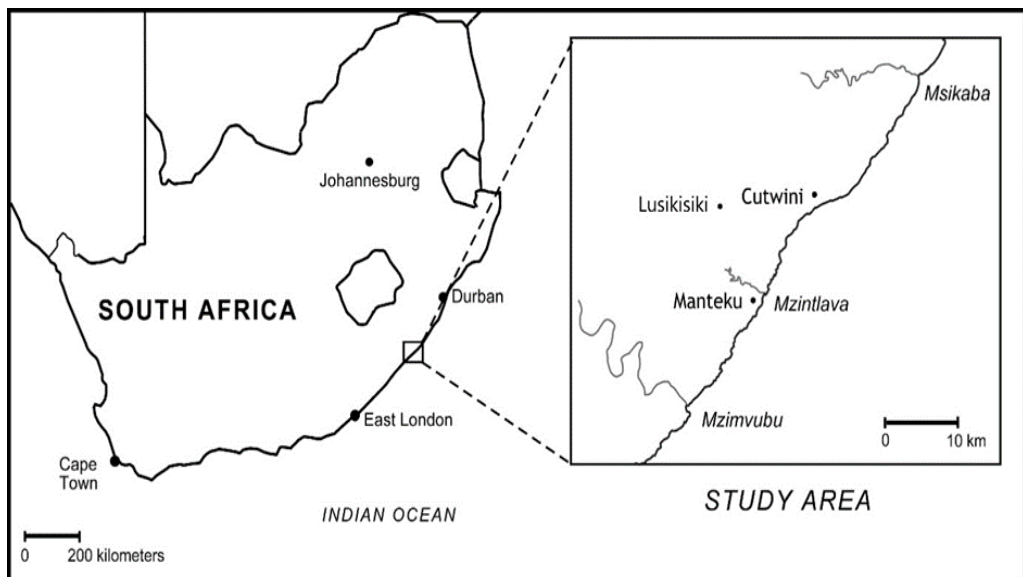 Johannesburg
SOUTH AFRICA
Durban
East London
Cape
Town
INDIAN OCEAN
0 200 kilometers
Msikaba
Cutwini
Lusikisiki
Manteku
Mzintlava
Mzimvubu
0 10 km
STUDY AREA